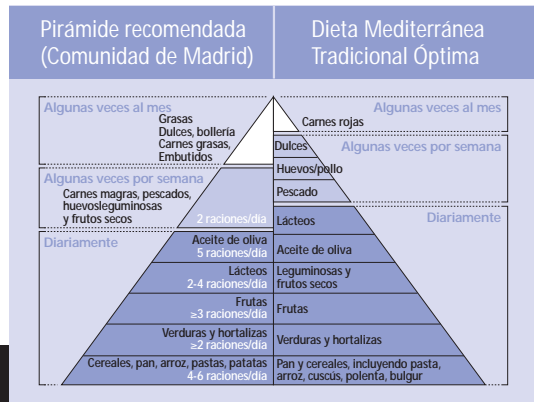 Pirámide recomendada
(Comunidad de Madrid)
Dieta Mediterránea
Tradicional Óptima
Algunas veces al mes
Grasas
Dulces, bollería
Carnes grasas,
Embutidos
Algunas veces por semana
Carnes magras, pescados,
huevosleguminosas
y frutos secos
2 raciones/día
Diariamente
Aceite de oliva
5 raciones/día
Lácteos
2-4 raciones/día
Frutas
≥3 raciones/día
Verduras y hortalizas
≥2 raciones/día
Cereales, pan, arroz, pastas, patatas
4-6 raciones/día
Algunas veces al mes
Carnes rojas
Algunas veces por semana
Dulces
Huevos/pollo
Pescado
Diariamente
Lácteos
Aceite de oliva
Leguminosas y
frutos secos
Frutas
Verduras y hortalizas
Pan y cereales, incluyendo pasta,
arroz, cuscús, polenta, bulgur